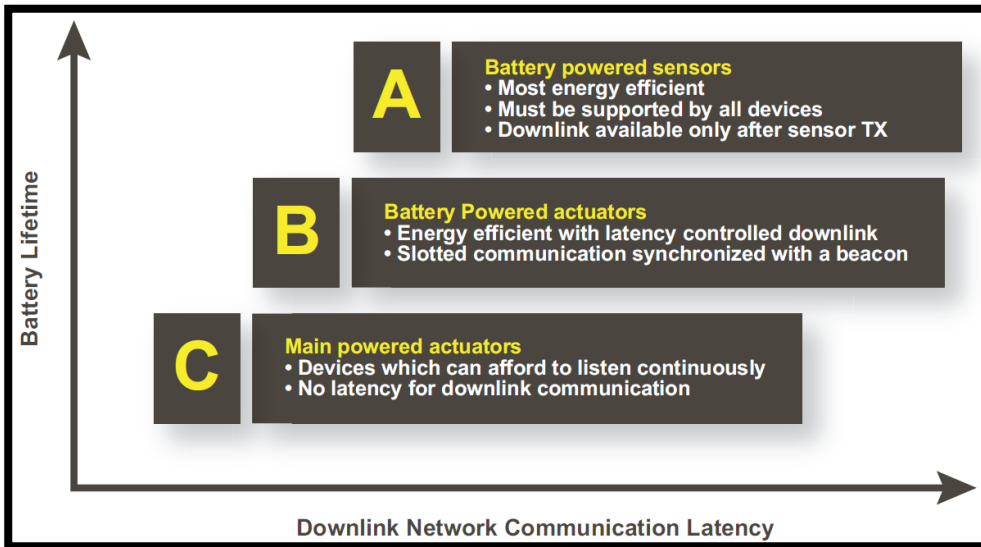 Battery Lifetime
A
Battery powered sensors
• Most energy efficient
• Must be supported by all devices
• Downlink available only after sensor TX
B
Battery Powered actuators
• Energy efficient with latency controlled downlink
• Slotted communication synchronized with a beacon
C
Main powered actuators
• Devices which can afford to listen continuously
• No latency for downlink communication
Downlink Network Communication Latency